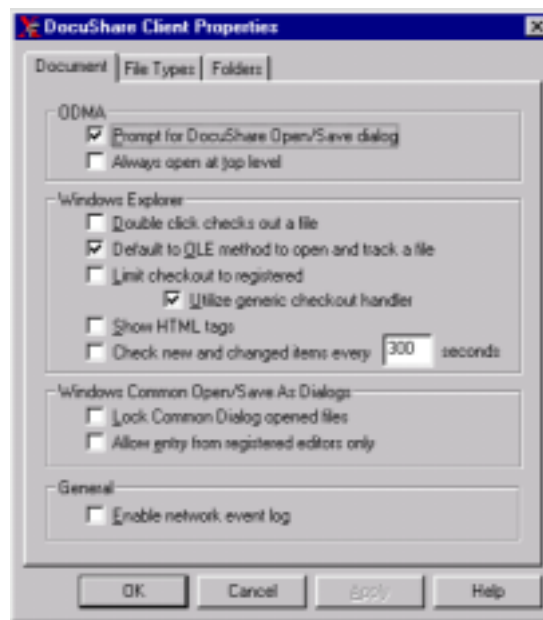 DocuShare Client Properties
Document File Types Folders
ODMA
Prompt for DocuShare Open/Save dialog
Always open at top level
Windows Explorer
Double click checks out a file
Default to OLE method to open and track a file
Limit checkout to registered
Utilize generic checkout handler
Show HTML tags
Check new and changed items every 300 seconds
Windows Common Open/Save As Dialogs
Lock Common Dialog opened files
Allow entry from registered editors only
General
Enable network event log
OK Cancel Apply Help